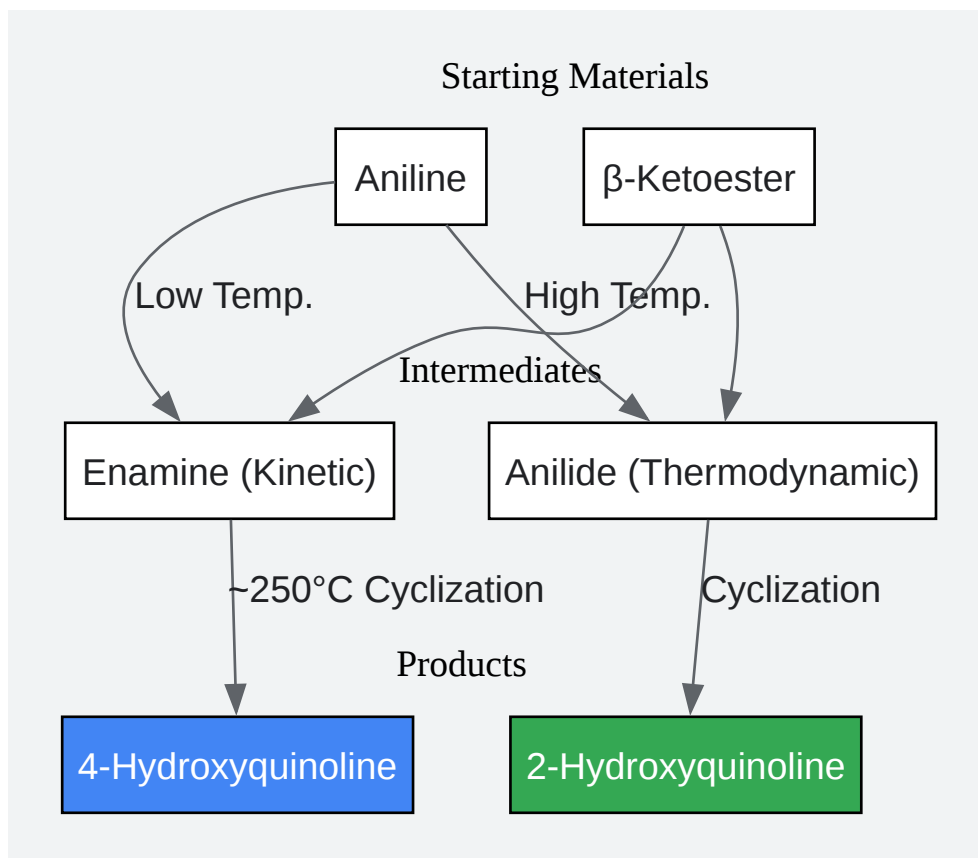 Starting Materials
Aniline
β-Ketoester
Low Temp.
High Temp.
Intermediates
Enamine (Kinetic)
Anilide (Thermodynamic)
~250°C Cyclization
Cyclization
Products
4-Hydroxyquinoline
2-Hydroxyquinoline